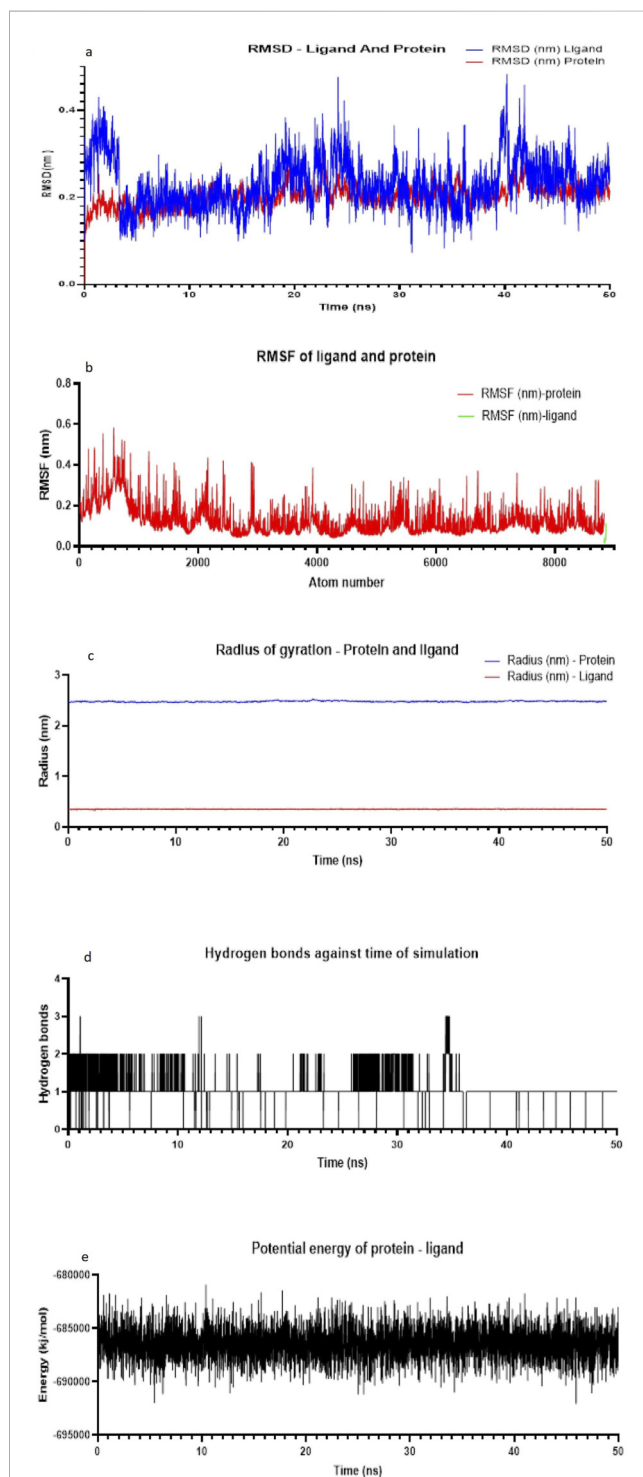 a
RMSD - Ligand And Protein
RMSD (nm) Ligand
RMSD (nm) Protein
RMSD(nm)
0.4
0.2
0.0
0
10
20
30
40
50
Time (ns)
b
RMSF of ligand and protein
RMSF (nm)-protein
RMSF (nm)-ligand
RMSF (nm)
0.8
0.6
0.4
0.2
0.0
0
2000
4000
6000
8000
Atom number
c
Radius of gyration - Protein and ligand
Radius (nm) - Protein
Radius (nm) - Ligand
Radius (nm)
3
2
1
0
0
10
20
30
40
50
Time (ns)
d
Hydrogen bonds against time of simulation
Hydrogen bonds
4
3
2
1
0
0
10
20
30
40
50
Time (ns)
e
Potential energy of protein - ligand
Energy (kj/mol)
-680000
-685000
-690000
-695000
0
10
20
30
40
50
Time (ns)